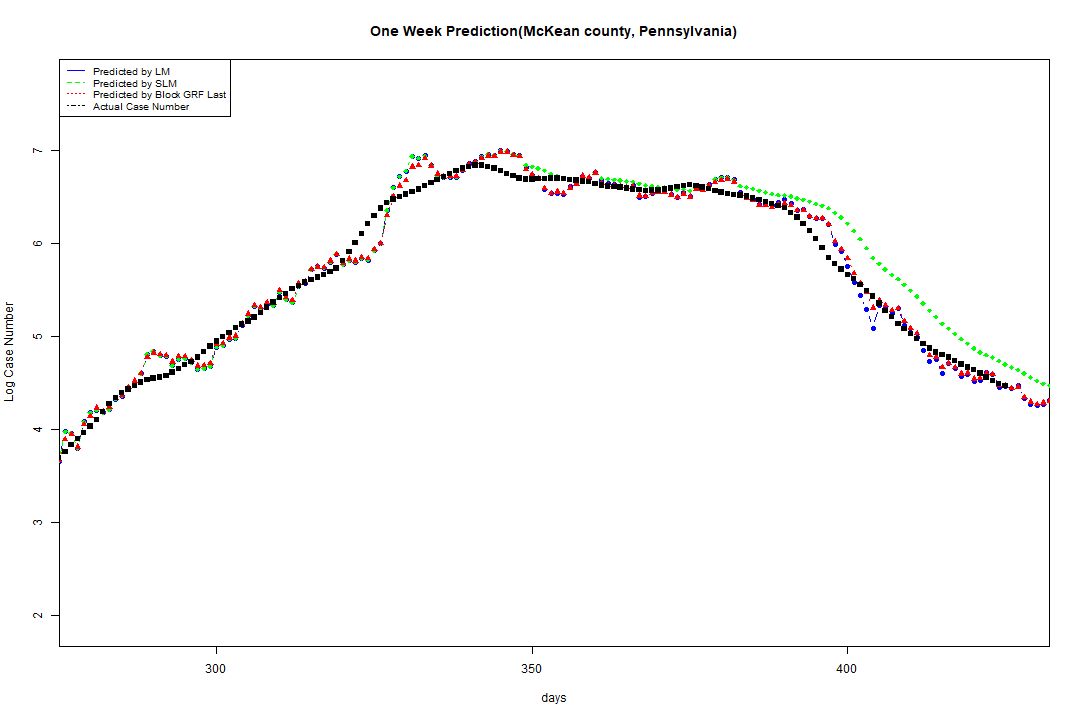 One Week Prediction(McKean county, Pennsylvania)
Predicted by LM
Predicted by SLM
Predicted by Block GRF Last
Actual Case Number
7
6
5
4
3
2
Log Case Number
300 350 400
days